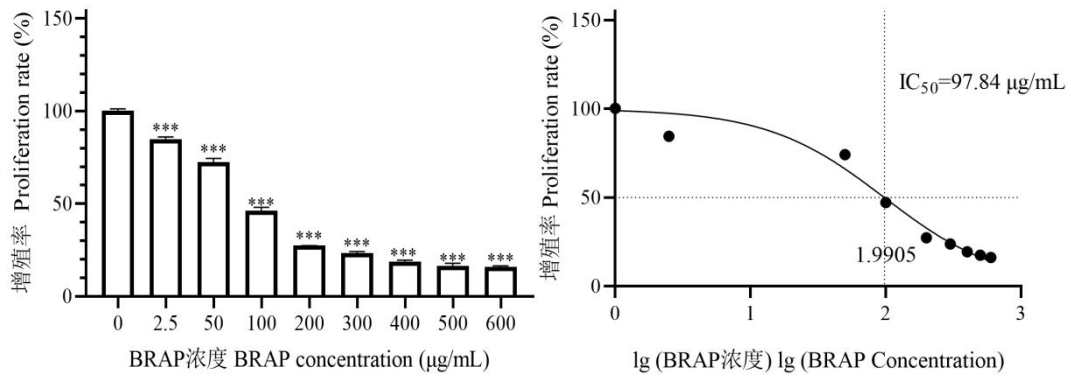 增殖率 Proliferation rate (%)
150
100
50
0
***
***
***
***
***
***
***
***
0 2.5 50 100 200 300 400 500 600
BRAP浓度 BRAP concentration (μg/mL)
增殖率 Proliferation rate (%)
150
100
50
0
IC50=97.84 μg/mL
1.9905
0 1 2 3
lg (BRAP浓度) lg (BRAP Concentration)